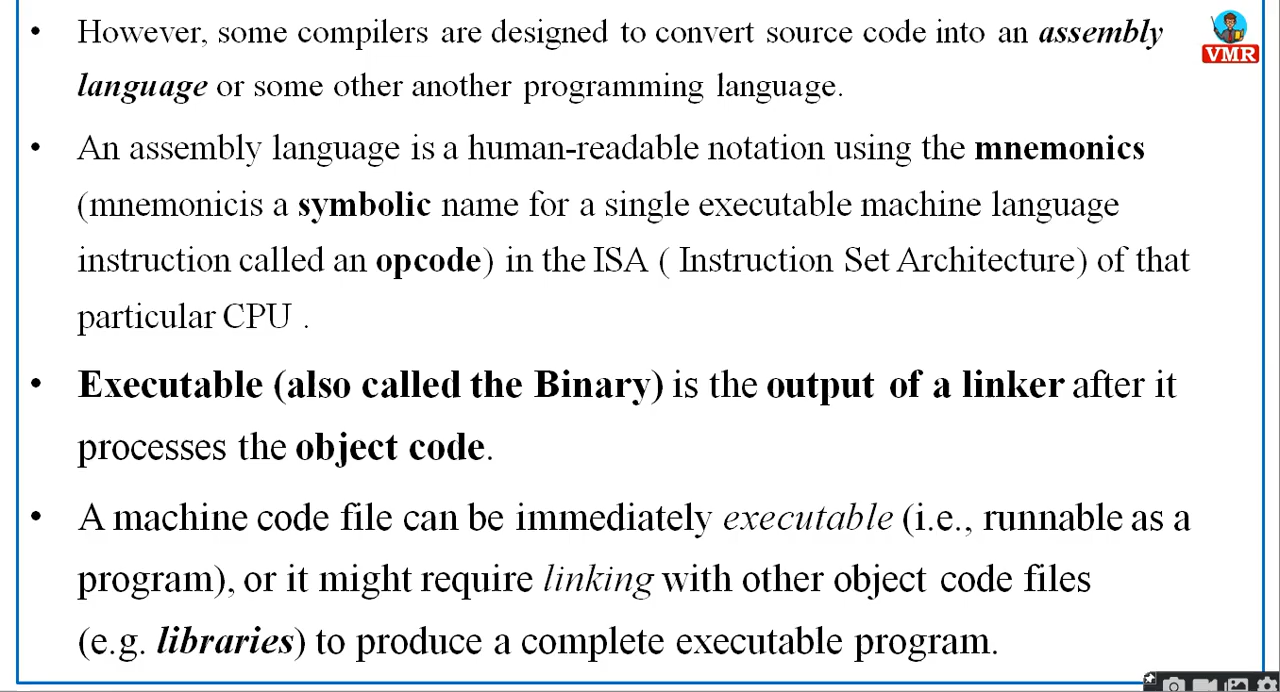 • However, some compilers are designed to convert source code into an assembly
language or some other another programming language.
• An assembly language is a human-readable notation using the mnemonics
(mnemonicis a symbolic name for a single executable machine language
instruction called an opcode) in the ISA ( Instruction Set Architecture) of that
particular CPU .
• Executable (also called the Binary) is the output of a linker after it
processes the object code.
• A machine code file can be immediately executable (i.e., runnable as a
program), or it might require linking with other object code files
(e.g. libraries) to produce a complete executable program.
VMR